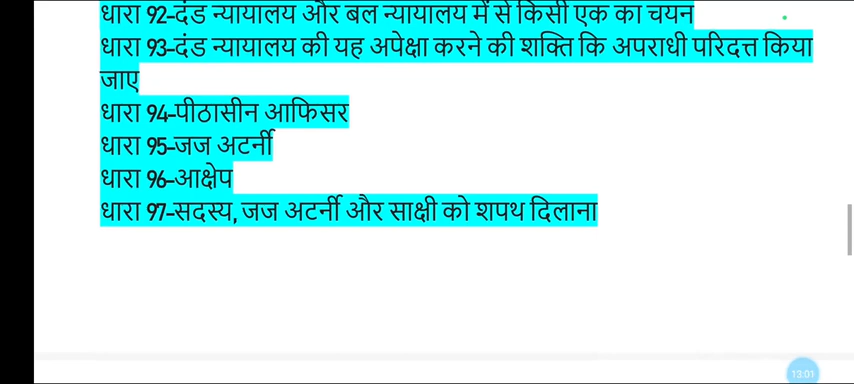 धारा 92-दंड न्यायालय और बल न्यायालय में से किसी एक का चयन
धारा 93-दंड न्यायालय की यह अपेक्षा करने की शक्ति कि अपराधी परिदत्त किया
जाए
धारा 94-पीठासीन आफिसर
धारा 95-जज अटर्नी
धारा 96-आक्षेप
धारा 97-सदस्य, जज अटर्नी और साक्षी को शपथ दिलाना
13:01